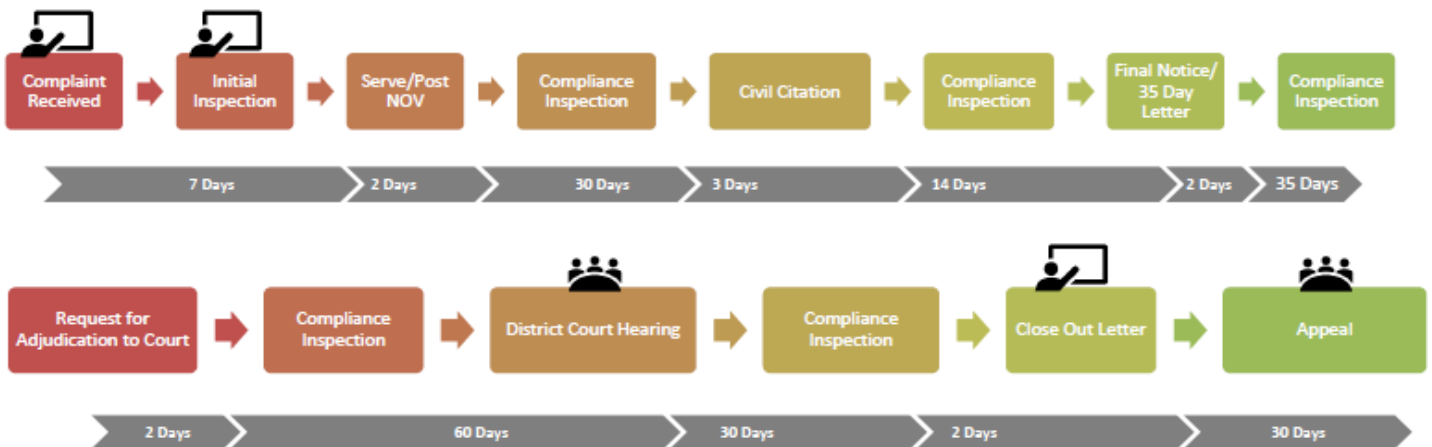 Complaint
Received
Initial
Inspection
Serve/Post
NOV
Compliance
Inspection
Civil Citation
Compliance
Inspection
Final Notice/
35 Day
Letter
Compliance
Inspection
7 Days
2 Days
30 Days
3 Days
14 Days
2 Days
35 Days
Request for
Adjudication to Court
Compliance
Inspection
District Court Hearing
Compliance
Inspection
Close Out Letter
Appeal
2 Days
60 Days
30 Days
2 Days
30 Days